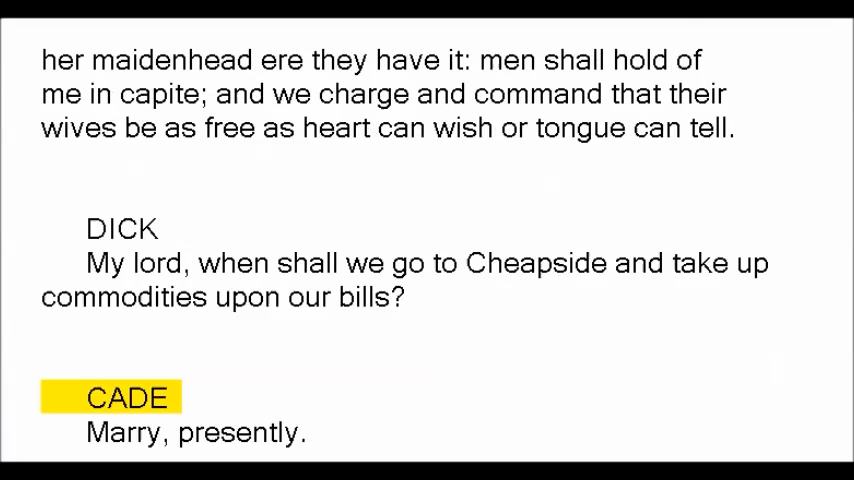 her maidenhead ere they have it: men shall hold of
me in capite; and we charge and command that their
wives be as free as heart can wish or tongue can tell.
DICK
My lord, when shall we go to Cheapside and take up
commodities upon our bills?
CADE
Marry, presently.